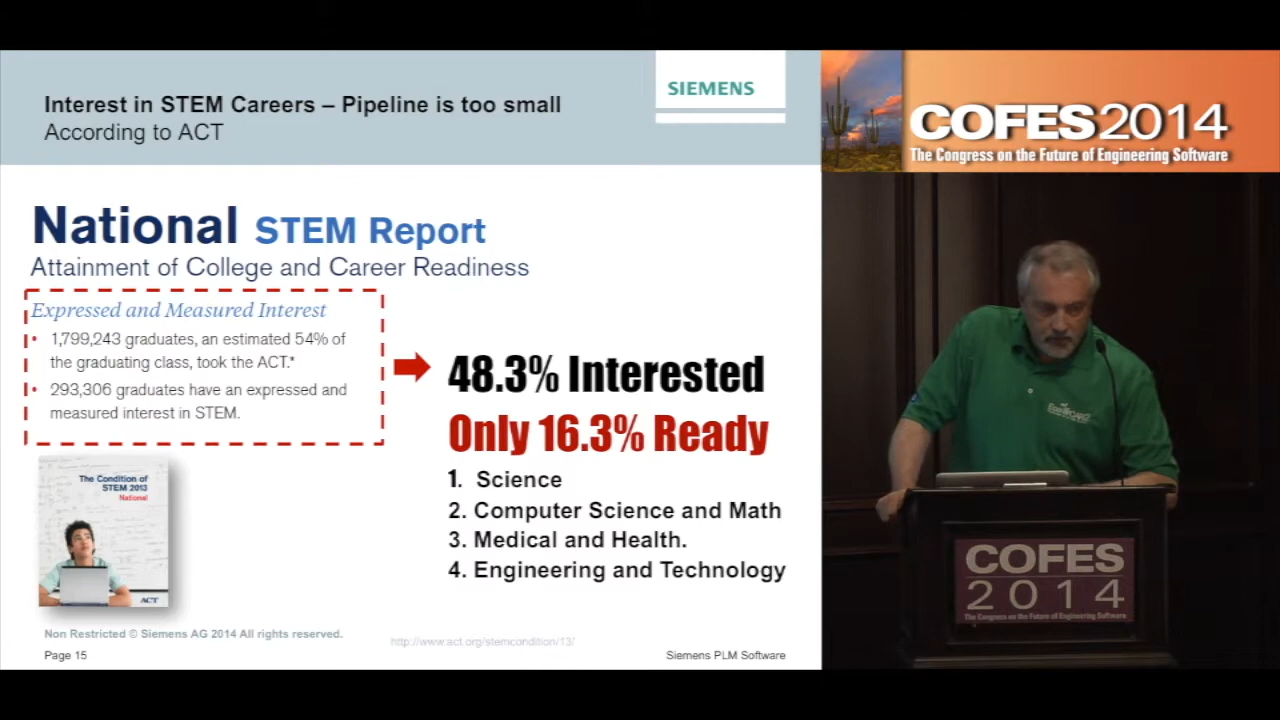 Interest in STEM Careers – Pipeline is too small
According to ACT
SIEMENS
National STEM Report
Attainment of College and Career Readiness
Expressed and Measured Interest
• 1,799,243 graduates, an estimated 54% of
the graduating class, took the ACT.*
• 293,306 graduates have an expressed and
measured interest in STEM.
48.3% Interested
Only 16.3% Ready
1. Science
2. Computer Science and Math
3. Medical and Health.
4. Engineering and Technology
The Condition of
STEM 2013
National
ACT
Non Restricted © Siemens AG 2014 All rights reserved.
http://www.act.org/stemcondition/13/
Page 15
Siemens PLM Software
COFES2014
The Congress on the Future of Engineering Software
COFES
2014
The Congress on the Future of Engineering Software